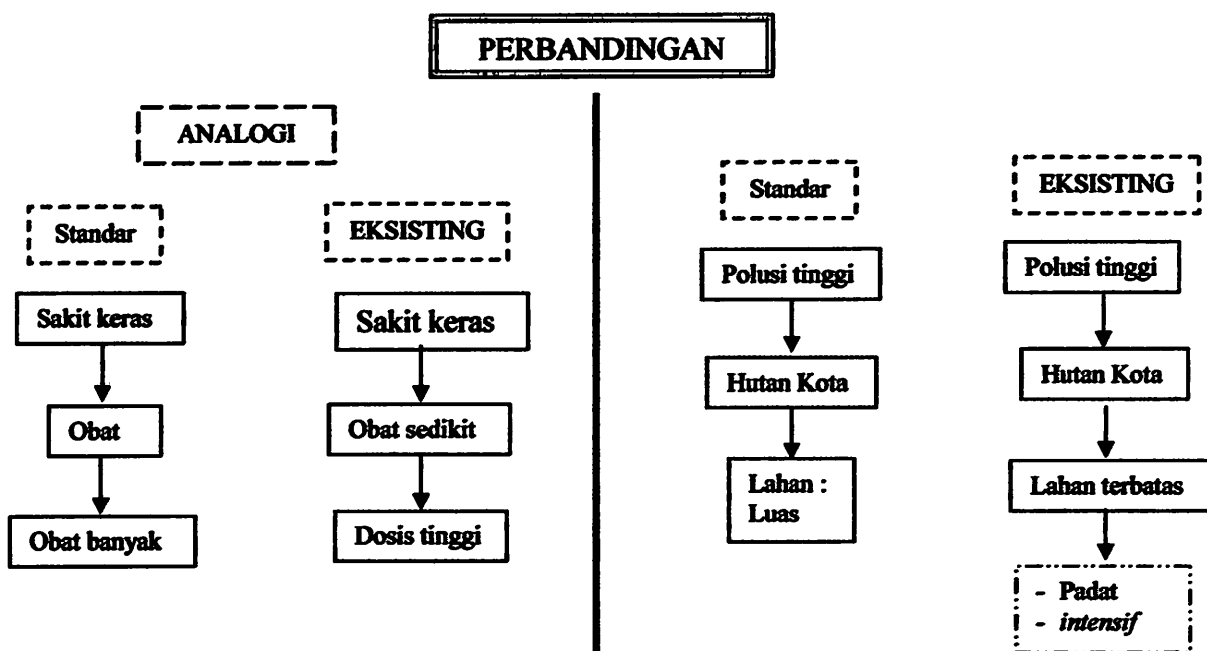 PERBANDINGAN
ANALOGI
Standar
EKSISTING
Sakit keras
Sakit keras
Obat
Obat sedikit
Obat banyak
Dosis tinggi
Standar
EKSISTING
Polusi tinggi
Polusi tinggi
Hutan Kota
Hutan Kota
Lahan :
Luas
Lahan terbatas
- Padat
- intensif